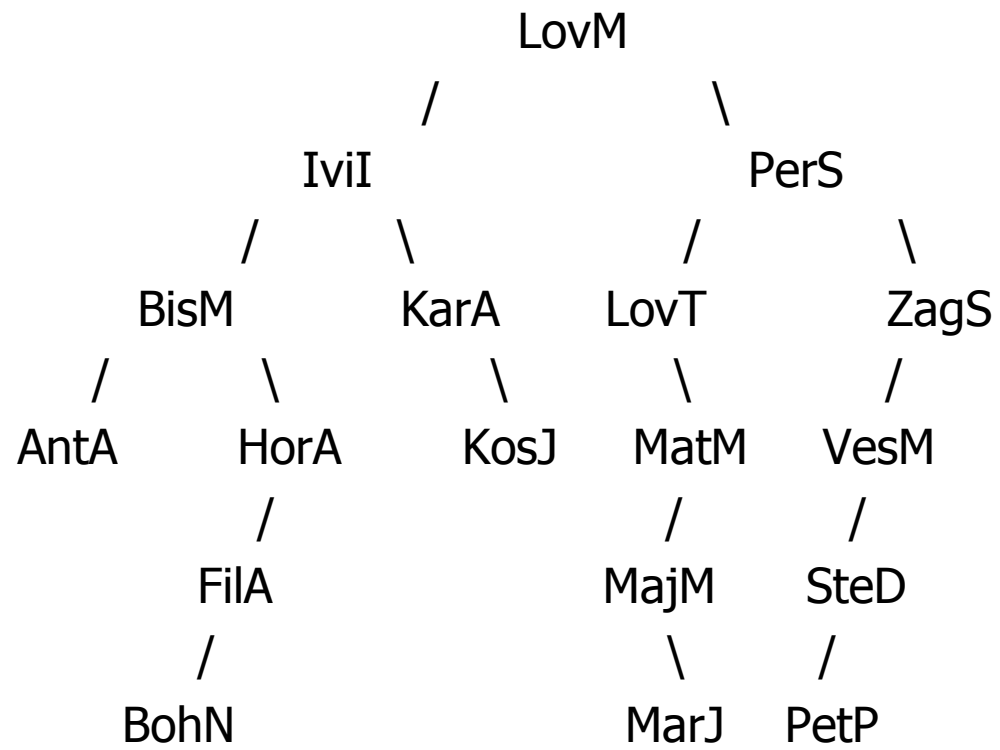 LovM
/ \
IviI PerS
/ \ / \
BisM KarA LovT ZagS
/ \ \ \ /
AntA HorA KosJ MatM VesM
/ / /
FilA MajM SteD
/ \ /
BohN MarJ PetP